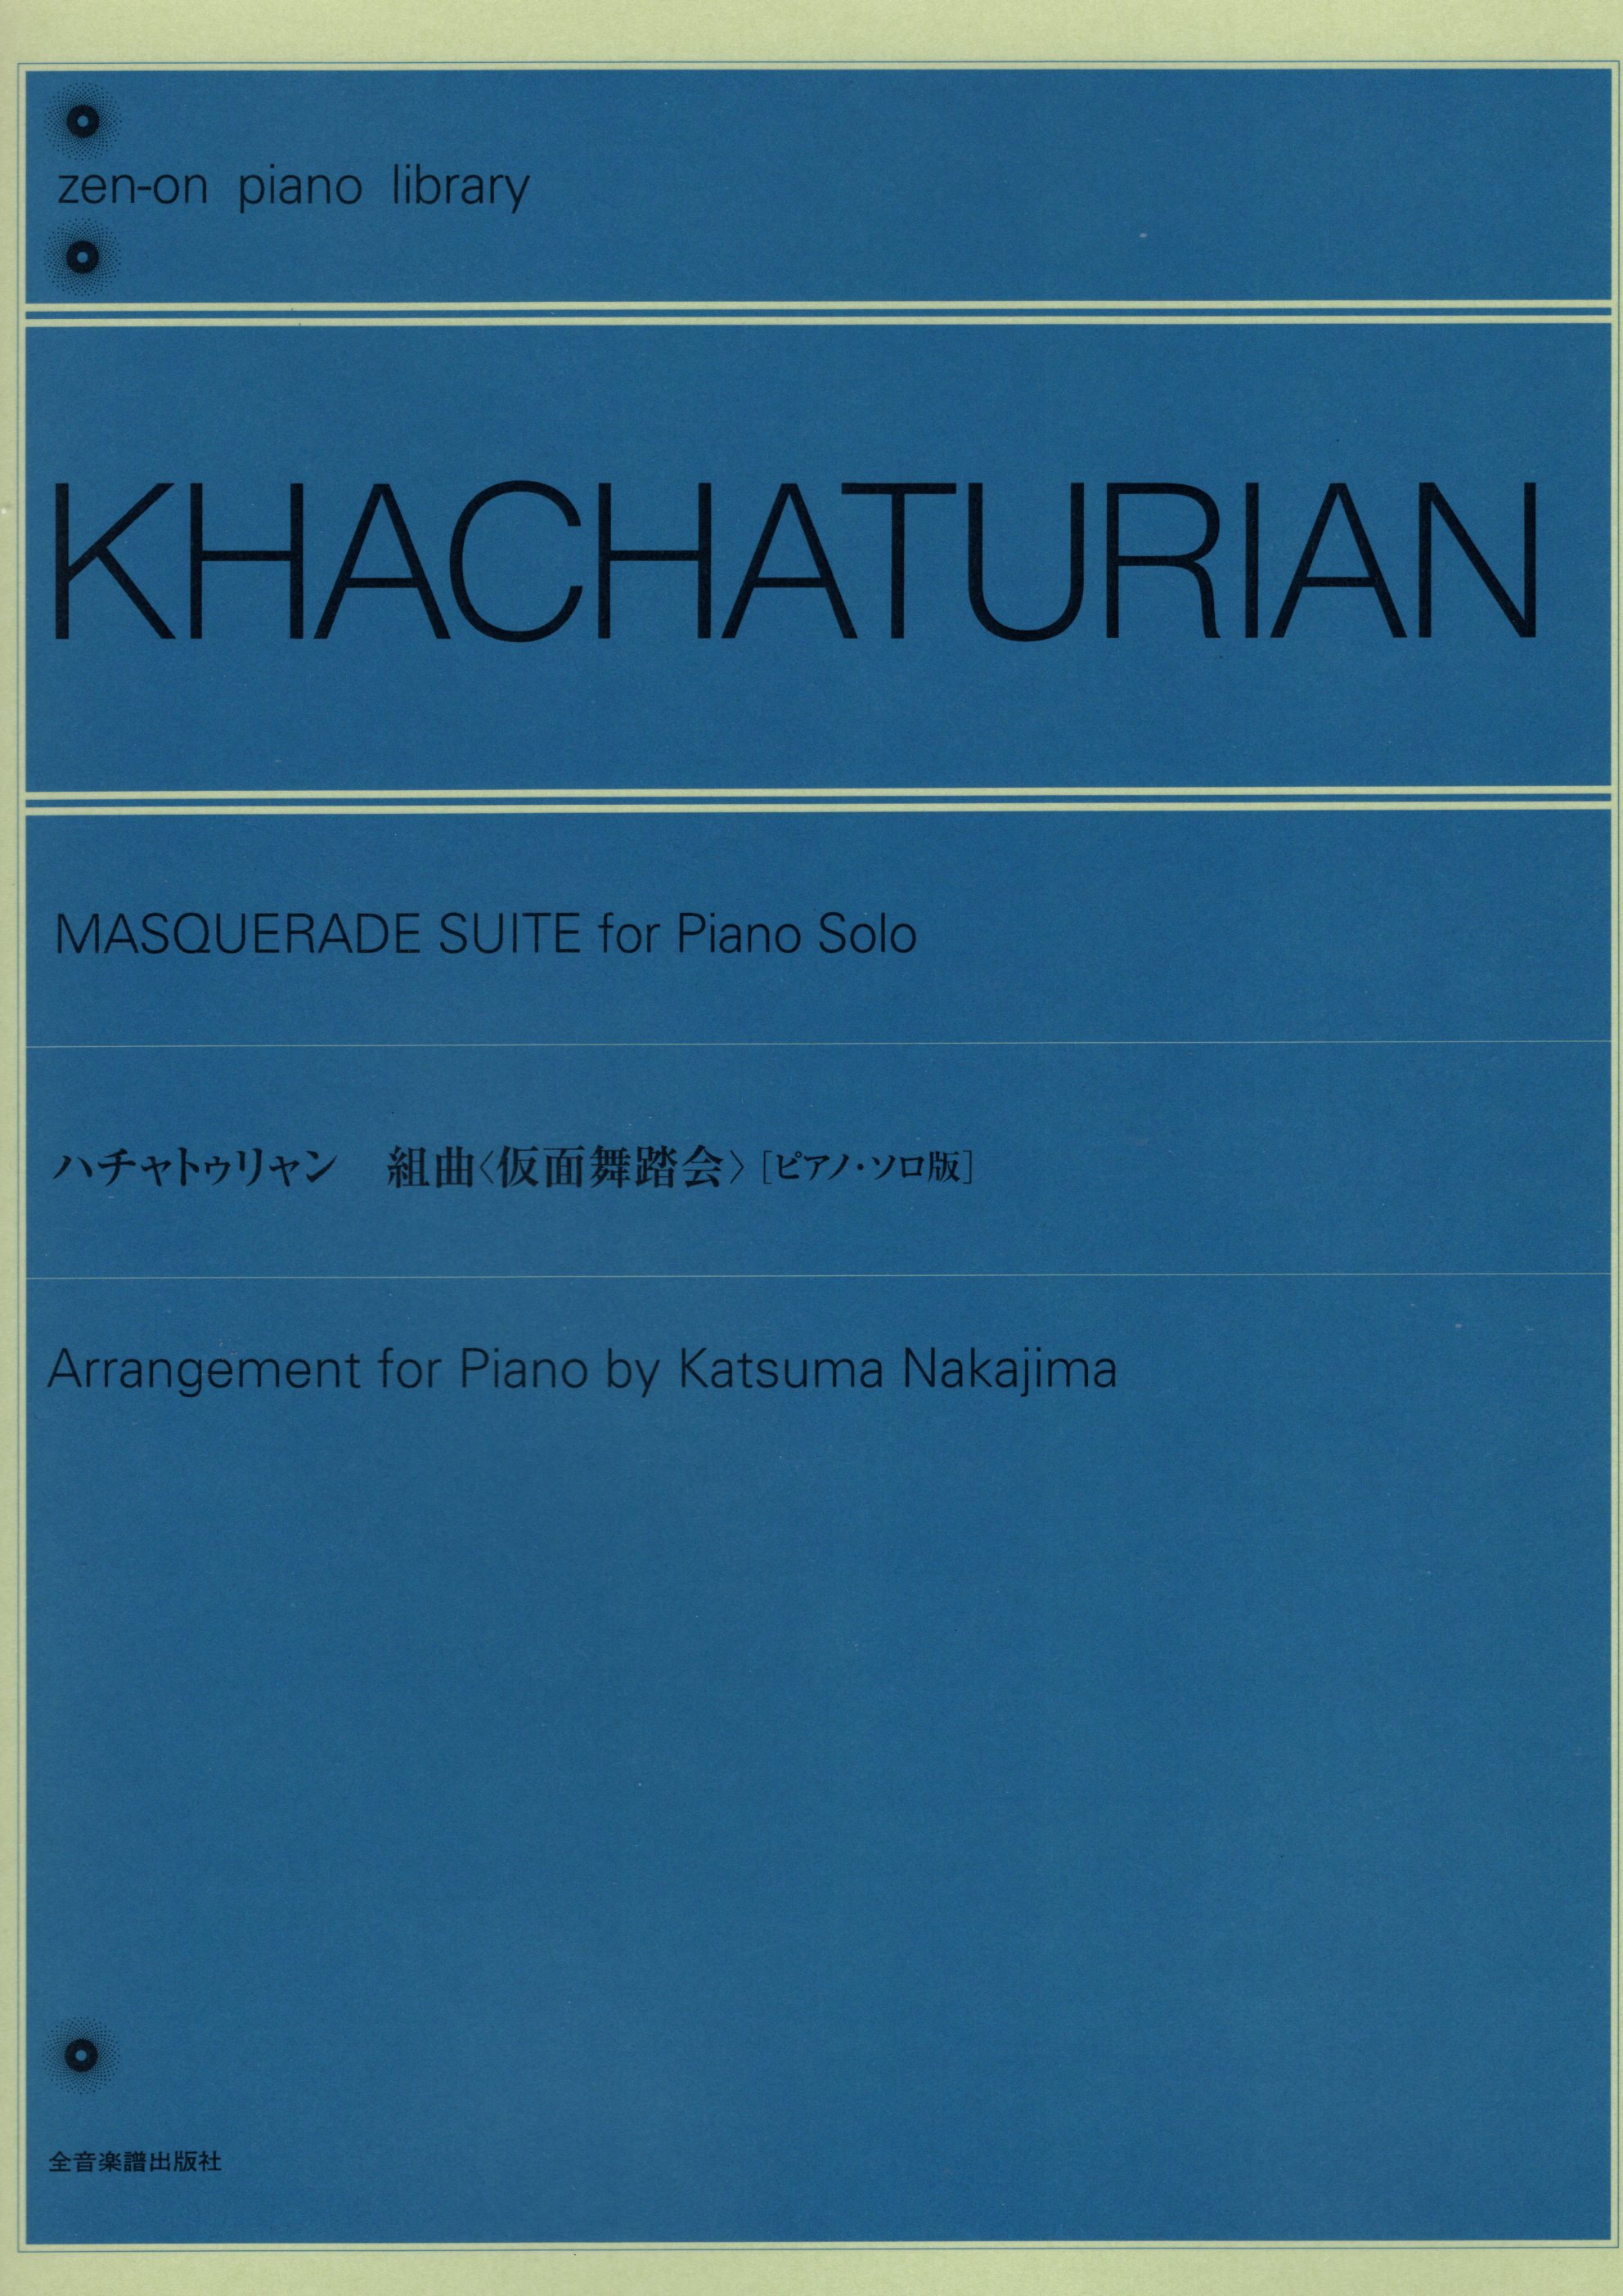 zen-on piano library
KHACHATURIAN
MASQUERADE SUITE for Piano Solo
ハチャトゥリャン 組曲〈仮面舞踏会〉[ピアノ・ソロ版]
Arrangement for Piano by Katsuma Nakajima
全音楽譜出版社